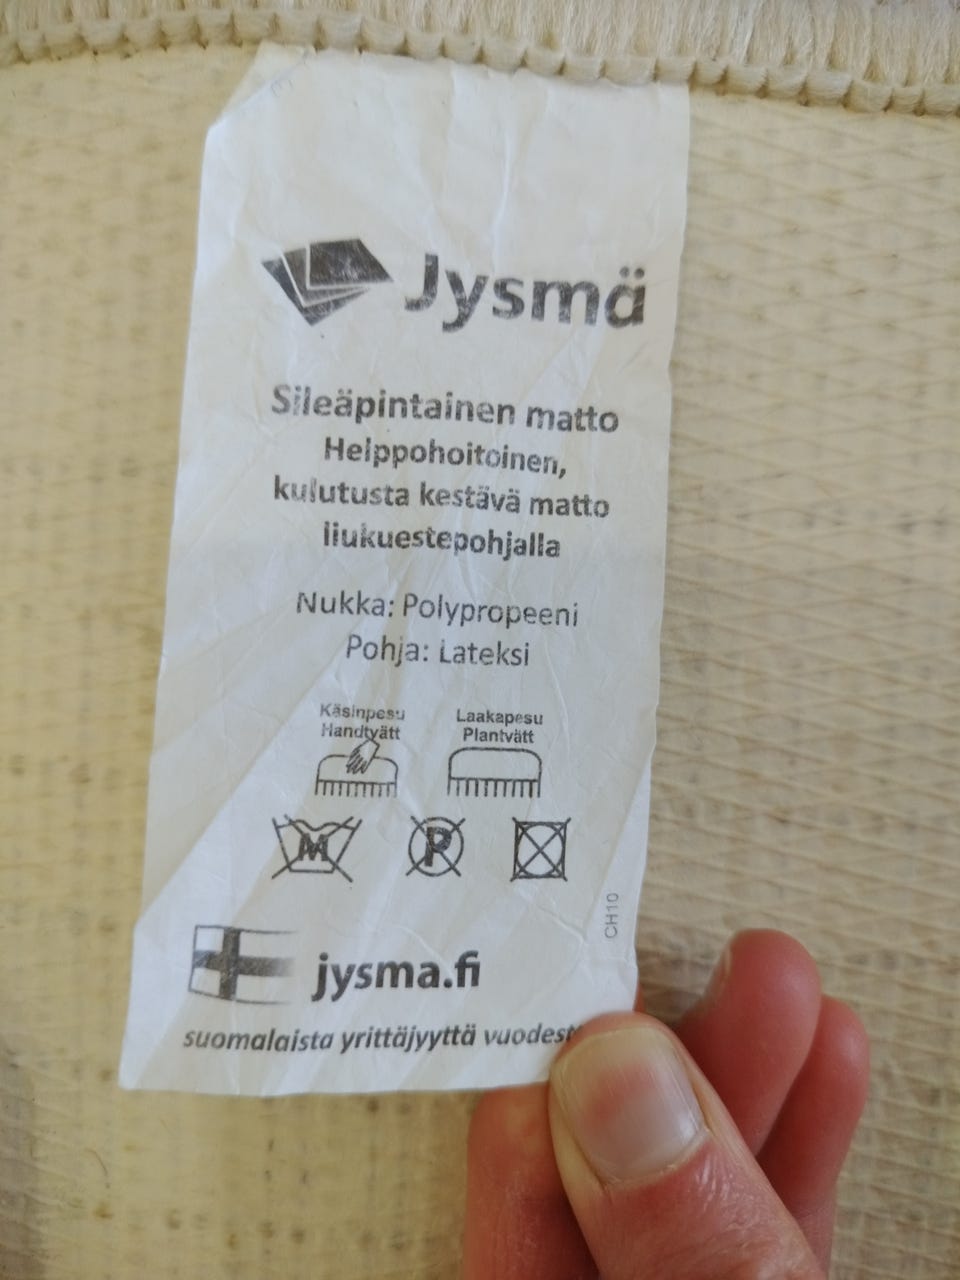 Jysmä
Sileäpintainen matto
Helppohoitoinen,
kulutusta kestävä matto
liukuestepohjalla
Nukka: Polypropeeni
Pohja: Lateksi
Käsinpesu
Handtvätt
Laakapesu
Plantvätt
M
P
CH10
jysma.fi
suomalaista yrittäjyyttä